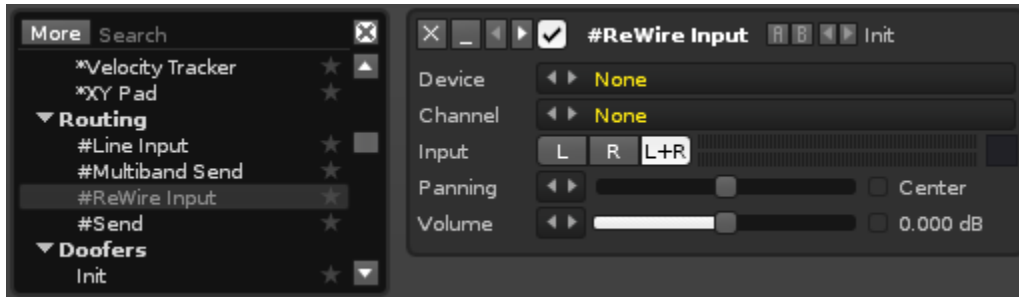 More Search
*Velocity Tracker
*XY Pad
Routing
#Line Input
#Multiband Send
#ReWire Input
#Send
Doofers
Init
#ReWire Input A B Init
Device None
Channel None
Input L R L+R
Panning Center
Volume 0.000 dB